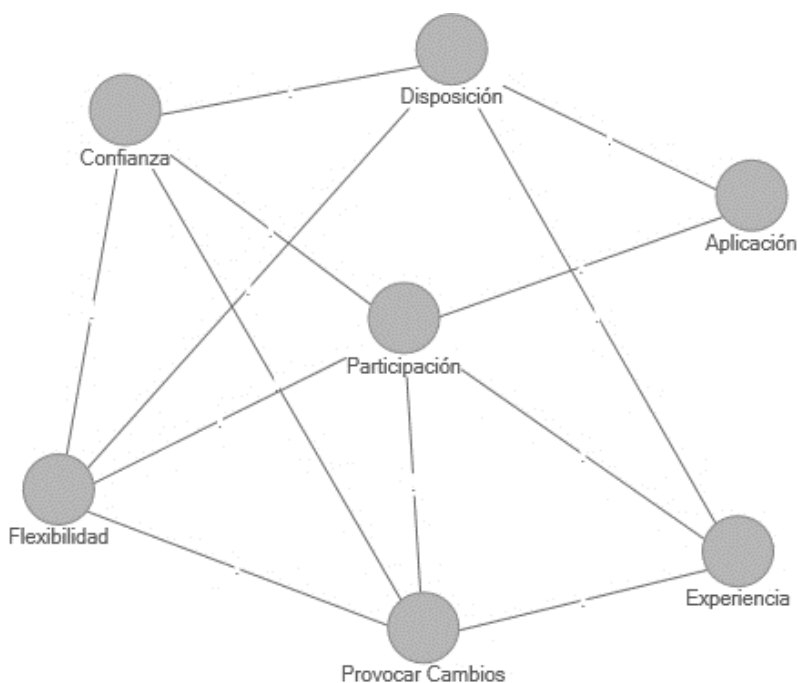 Disposición
Confianza
Aplicación
Participación
Flexibilidad
Experiencia
Provocar Cambios